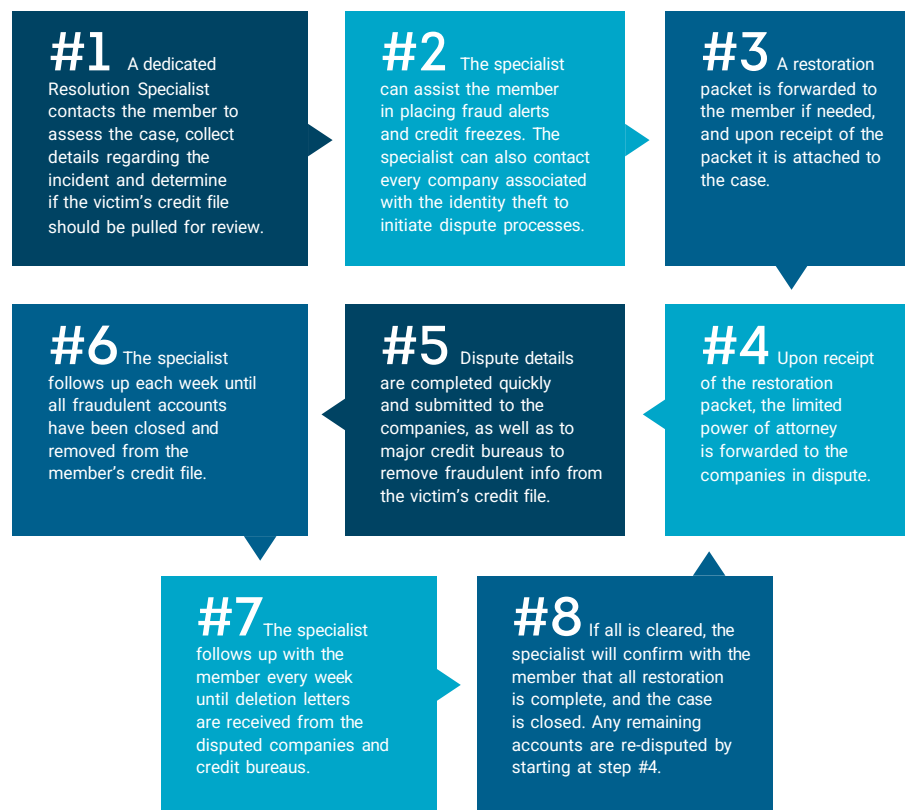 #1 A dedicated
Resolution Specialist
contacts the member to
assess the case, collect
details regarding the
incident and determine
if the victim's credit file
should be pulled for review.
#2 The specialist
can assist the member
in placing fraud alerts
and credit freezes. The
specialist can also contact
every company associated
with the identity theft to
initiate dispute processes.
#3 A restoration
packet is forwarded to
the member if needed,
and upon receipt of the
packet it is attached to
the case.
#4 Upon receipt
of the restoration
packet, the limited
power of attorney
is forwarded to the
companies in dispute.
#5 Dispute details
are completed quickly
and submitted to the
companies, as well as to
major credit bureaus to
remove fraudulent info from
the victim's credit file.
#6 The specialist
follows up each week until
all fraudulent accounts
have been closed and
removed from the
member's credit file.
#7 The specialist
follows up with the
member every week
until deletion letters
are received from the
disputed companies and
credit bureaus.
#8 If all is cleared, the
specialist will confirm with the
member that all restoration
is complete, and the case
is closed. Any remaining
accounts are re-disputed by
starting at step #4.